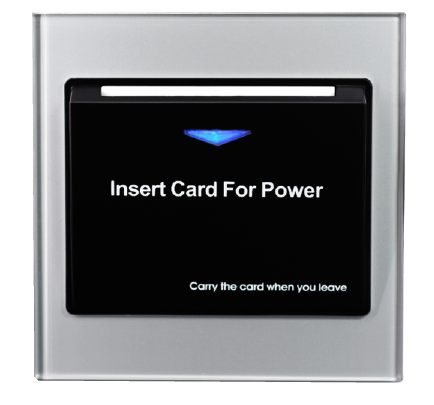 Insert Card For Power
Carry the card when you leave